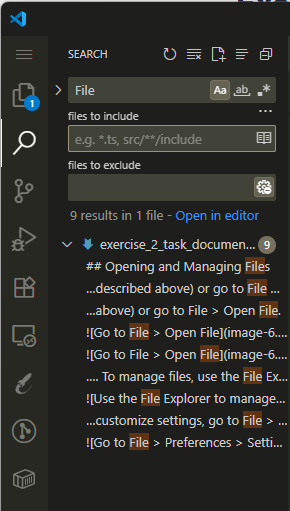 SEARCH
File
Aa
ab
.*
files to include
...
e.g. *.ts, src/**/include
files to exclude
9 results in 1 file - Open in editor
exercise_2_task_documen... 9
## Opening and Managing Files
...described above) or go to File ...
...above) or go to File > Open File.
![Go to File > Open File](image-6....
![Go to File > Open File](image-6....
.... To manage files, use the File Ex...
![Use the File Explorer to manage...
...customize settings, go to File > ...
![Go to File > Preferences > Setti...
1